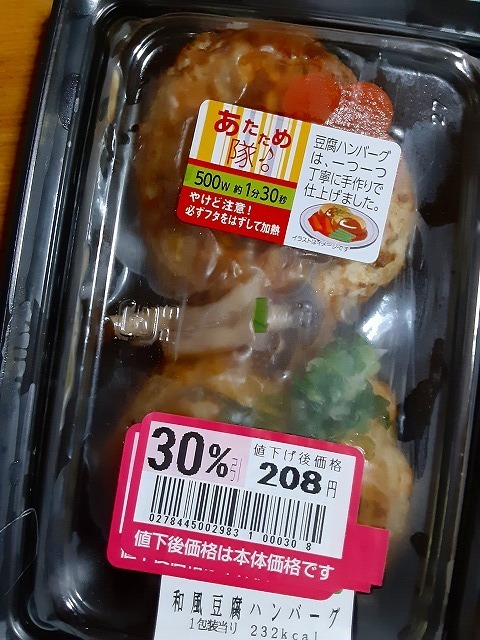 あたため
隊♪
500W 約1分30秒
やけど注意!
必ずフタをはずして加熱
豆腐ハンバーグ
は、一つ一つ
丁寧に手作りで
仕上げました。
イラストはイメージです
30%引
値下げ後価格
208円
0278445002983 1 00030 8
値下後価格は本体価格です
和風豆腐ハンバーグ
1包装当り 232kcal